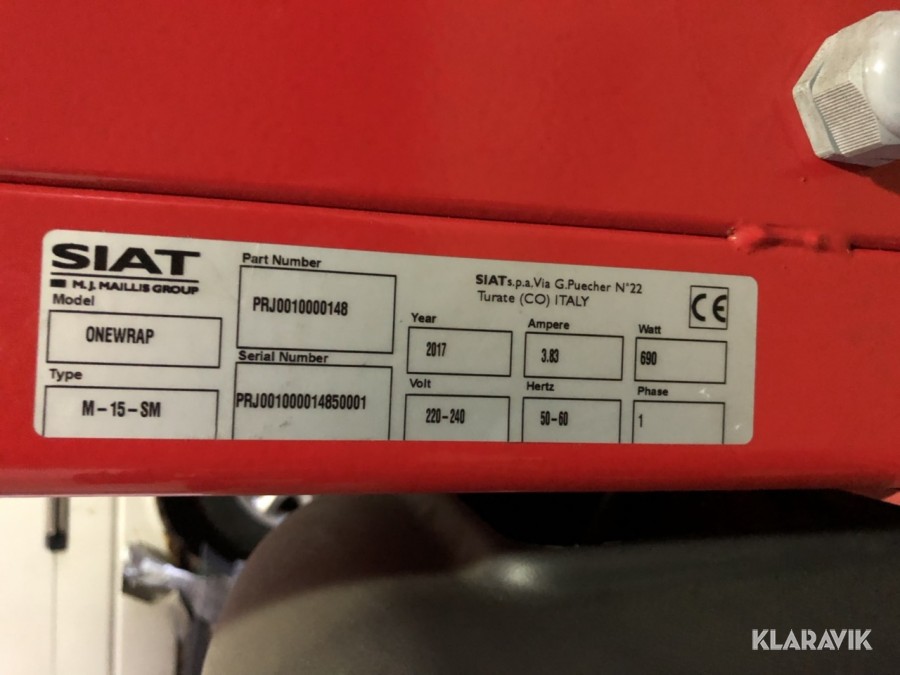 SIAT
M.J. MAILLIS GROUP
Model
ONEWRAP
Type
M-15-SM
Part Number
PRJ0010000148
Serial Number
PRJ001000014850001
SIAT s.p.a. Via G.Puecher N°22
Turate (CO) ITALY
CE
Year
2017
Ampere
3.83
Watt
690
Volt
220-240
Hertz
50-60
Phase
1
KLARAVIK